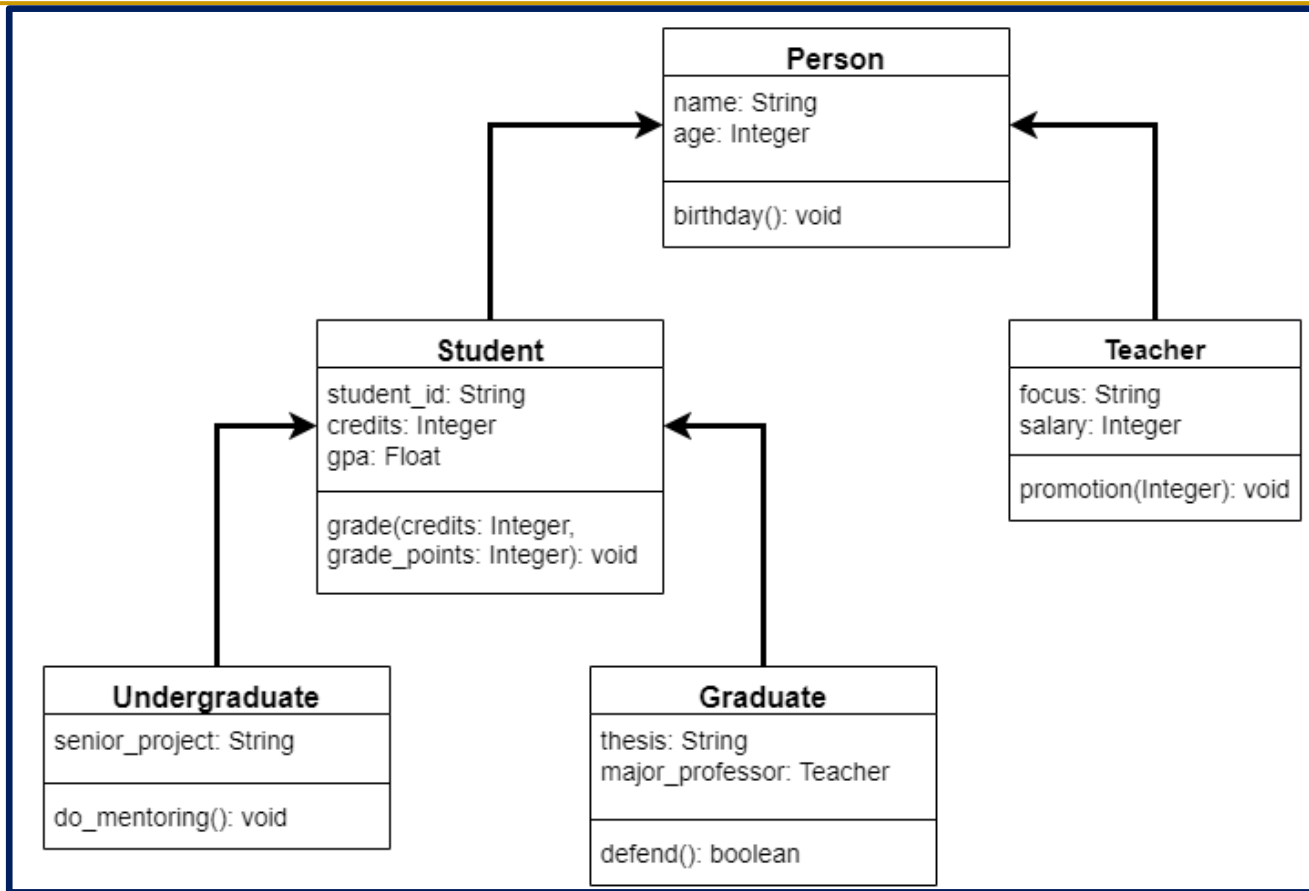 Person
name: String
age: Integer
birthday(): void
Student
student_id: String
credits: Integer
gpa: Float
grade(credits: Integer,
grade_points: Integer): void
Teacher
focus: String
salary: Integer
promotion(Integer): void
Undergraduate
senior_project: String
do_mentoring(): void
Graduate
thesis: String
major_professor: Teacher
defend(): boolean